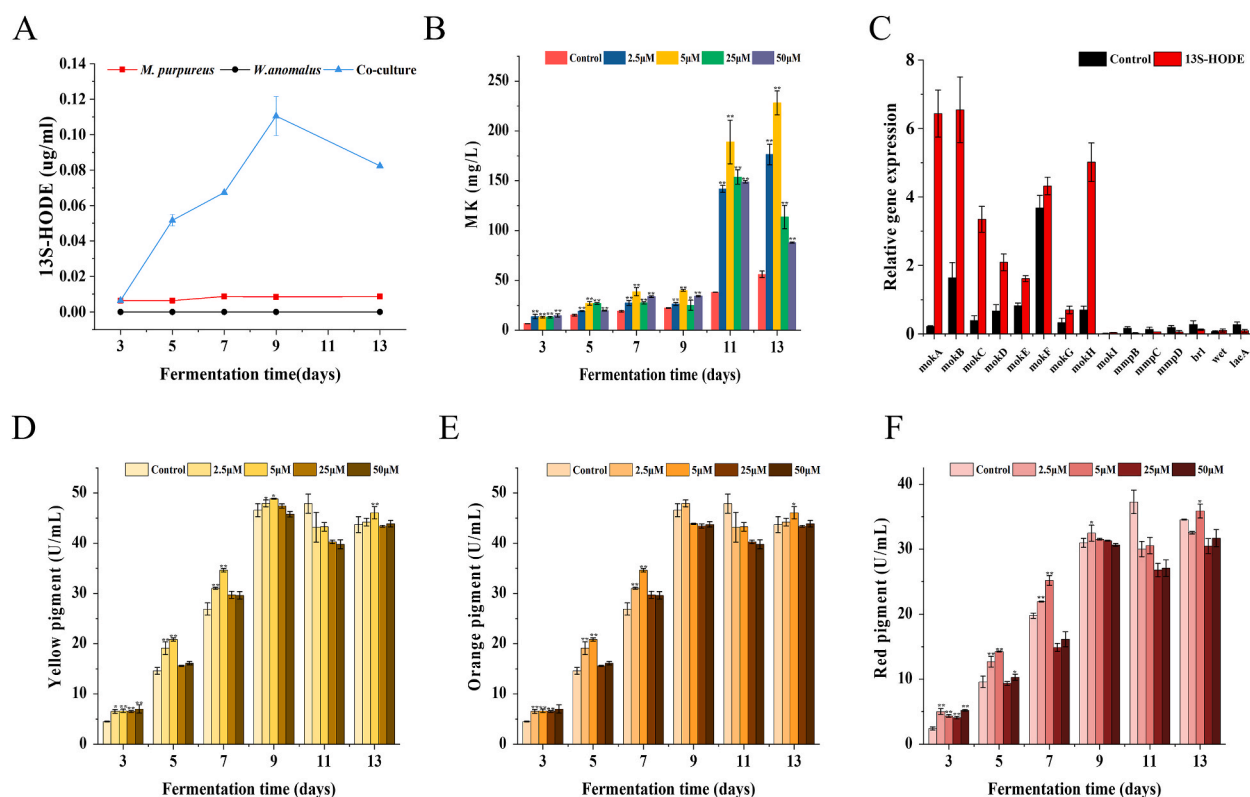 A
M. purpureus W.anomalus Co-culture
0.14
0.12
0.10
0.08
0.06
0.04
0.02
0.00
13S-HODE (ug/ml)
3 5 7 9 11 13
Fermentation time(days)
B
Control 2.5μM 5μM 25μM 50μM
250
200
150
100
50
0
MK (mg/L)
** ** ** **
** ** ** **
** ** ** **
** ** * **
** ** ** **
** ** ** **
3 5 7 9 11 13
Fermentation time (days)
C
Control 13S-HODE
8
6
4
2
0
Relative gene expression
mokA mokB mokC mokD mokE mokF mokG mokH mokI mmpB mmpC mmpD brl wet laeA
D
Control 2.5μM 5μM 25μM 50μM
50
40
30
20
10
0
Yellow pigment (U/mL)
* ** ** **
** **
** **
* *
**
3 5 7 9 11 13
Fermentation time (days)
E
Control 2.5μM 5μM 25μM 50μM
50
40
30
20
10
0
Orange pigment (U/mL)
** ** **
** **
** **
*
3 5 7 9 11 13
Fermentation time (days)
F
Control 2.5μM 5μM 25μM 50μM
40
30
20
10
0
Red pigment (U/mL)
** ** ** **
** ** *
** **
*
*
3 5 7 9 11 13
Fermentation time (days)